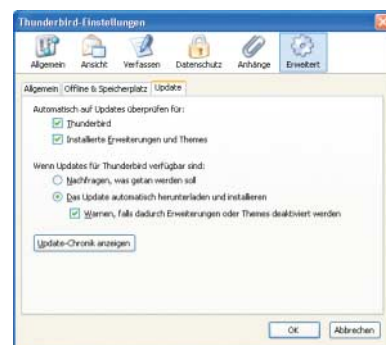 Thunderbird-Einstellungen
Allgemein Ansicht Verfassen Datenschutz Anhänge Erweitert
Allgemein Offline & Speicherplatz Update
Automatisch auf Updates überprüfen für:
Thunderbird
Installierte Erweiterungen und Themes
Wenn Updates für Thunderbird verfügbar sind:
Nachfragen, was getan werden soll
Das Update automatisch herunterladen und installieren
Warnen, falls dadurch Erweiterungen oder Themes deaktiviert werden
Update-Chronik anzeigen
OK Abbrechen